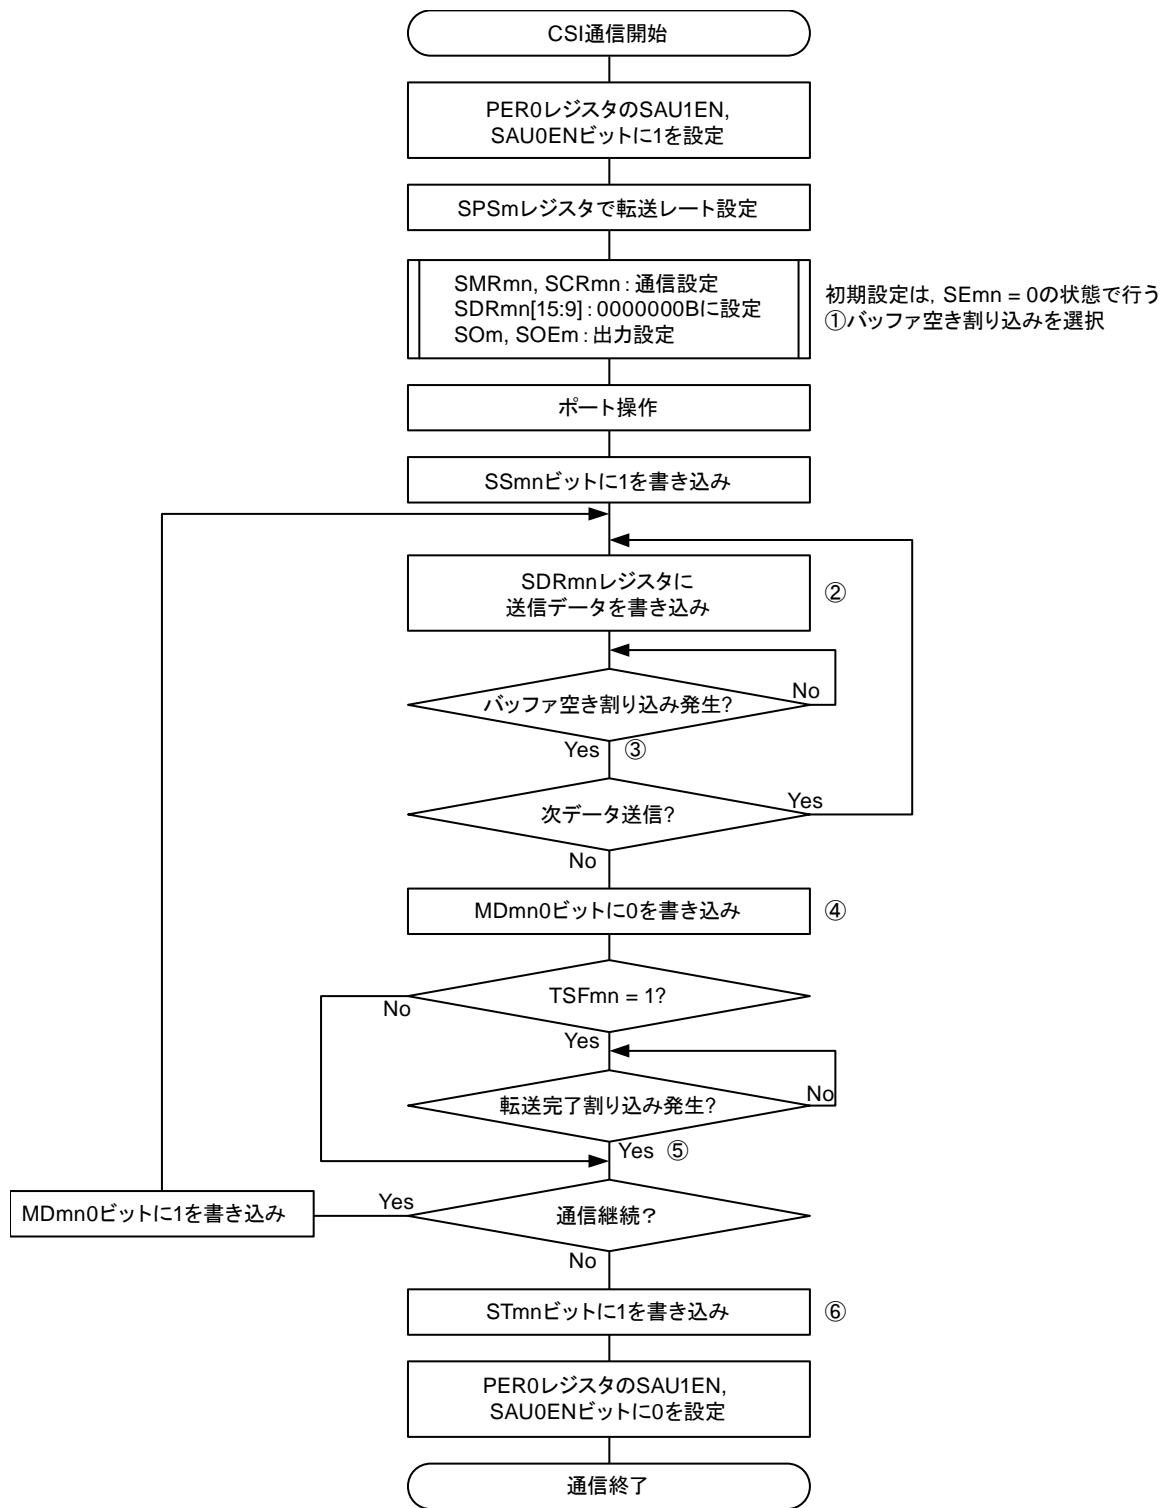 CSI通信開始
PER0レジスタのSAU1EN,
SAU0ENビットに1を設定
SPSmレジスタで転送レート設定
SMRmn, SCRmn：通信設定
SDRmn[15:9]：0000000Bに設定
SOm, SOEm：出力設定
初期設定は, SEmn = 0の状態で行う
①バッファ空き割り込みを選択
ポート操作
SSmnビットに1を書き込み
SDRmnレジスタに
送信データを書き込み
②
バッファ空き割り込み発生?
No
Yes ③
次データ送信?
Yes
No
MDmn0ビットに0を書き込み
④
TSFmn = 1?
No
Yes
転送完了割り込み発生?
No
Yes ⑤
通信継続？
Yes
MDmn0ビットに1を書き込み
No
STmnビットに1を書き込み
⑥
PER0レジスタのSAU1EN,
SAU0ENビットに0を設定
通信終了